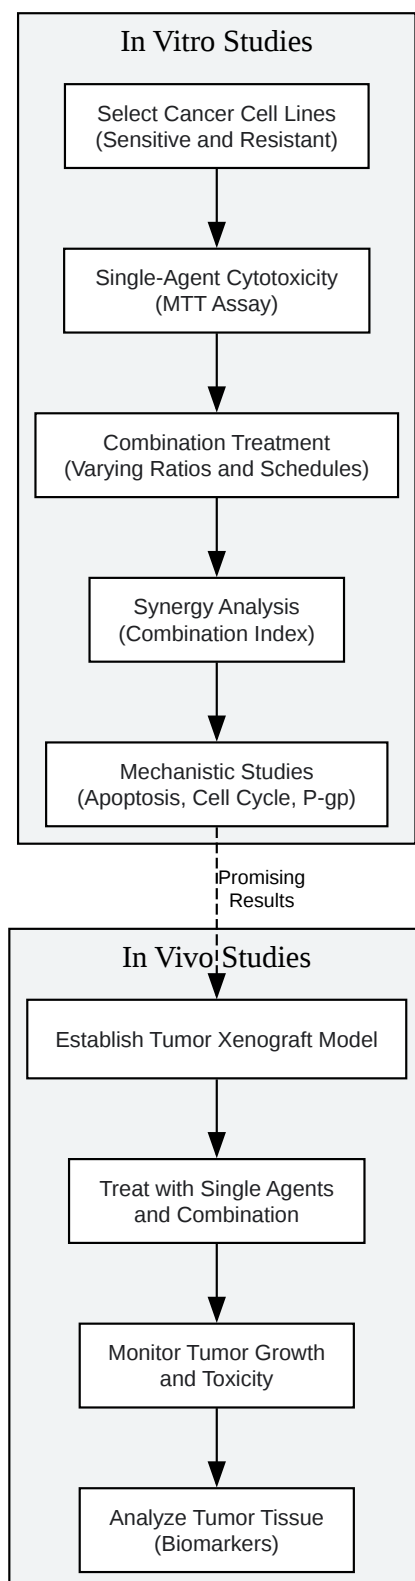 In Vitro Studies
Select Cancer Cell Lines
(Sensitive and Resistant)
Single-Agent Cytotoxicity
(MTT Assay)
Combination Treatment
(Varying Ratios and Schedules)
Synergy Analysis
(Combination Index)
Mechanistic Studies
(Apoptosis, Cell Cycle, P-gp)
Promising
Results
In Vivo Studies
Establish Tumor Xenograft Model
Treat with Single Agents
and Combination
Monitor Tumor Growth
and Toxicity
Analyze Tumor Tissue
(Biomarkers)